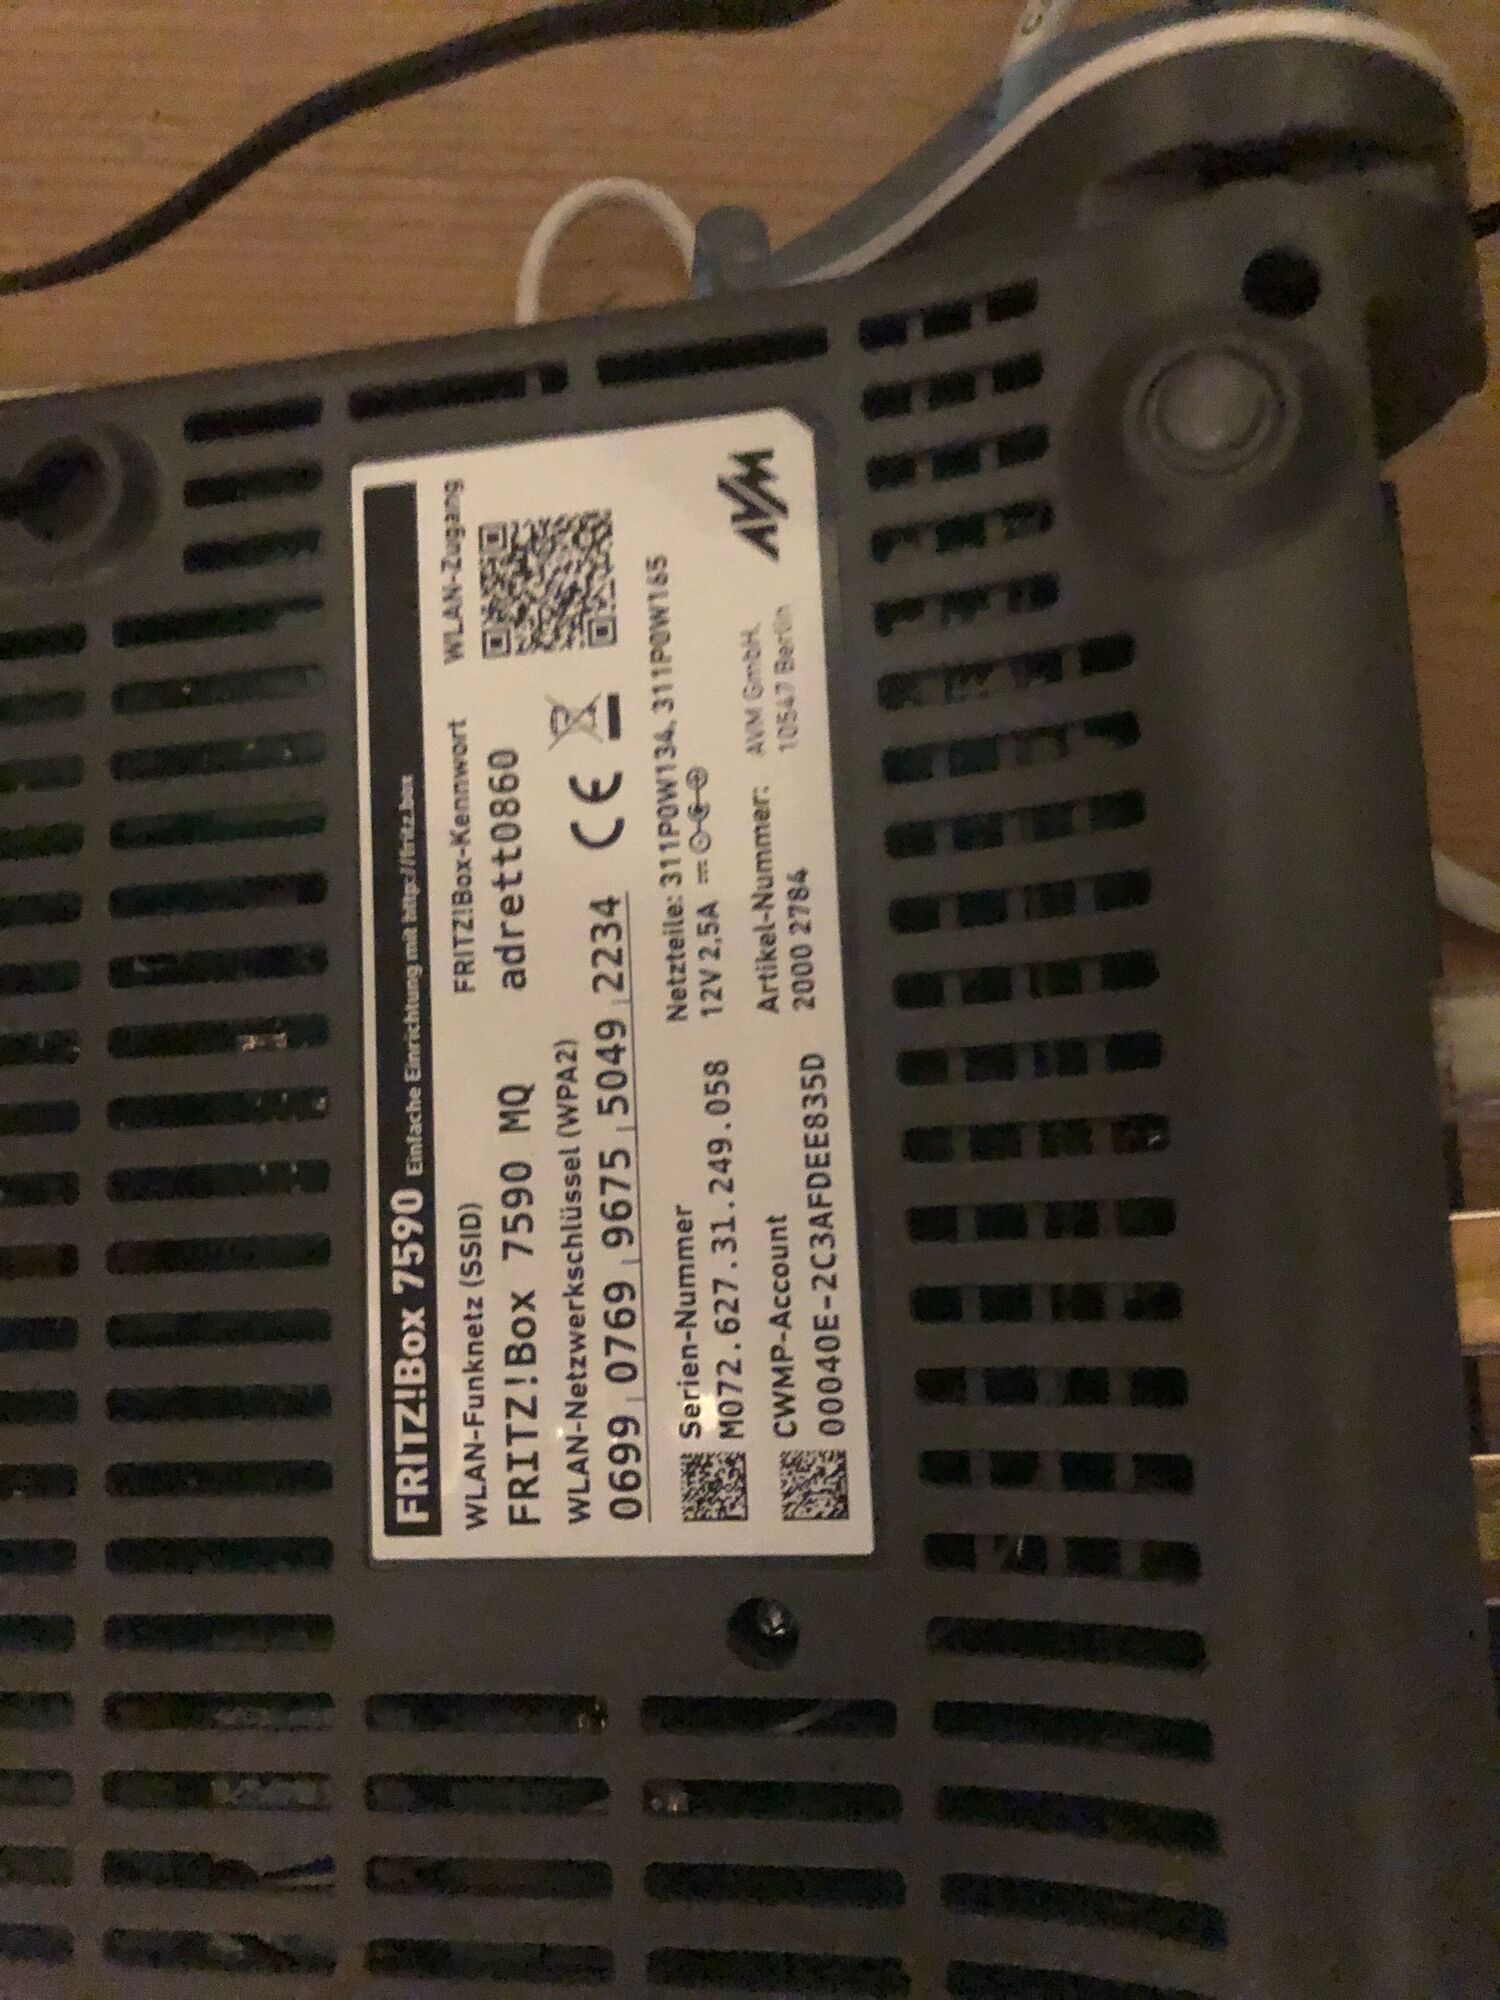 FRITZ!Box 7590 Einfache Einrichtung mit http://fritz.box
WLAN-Funknetz (SSID)
FRITZ!Box 7590 MQ
FRITZ!Box-Kennwort
adrett0860
WLAN-Zugang
WLAN-Netzwerkschlüssel (WPA2)
0699 0769 9675 5049 2234
CE
Serien-Nummer
M072.627.31.249.058
Netzteile: 311P0W134, 311P0W165
12V 2,5A
CWMP-Account
00040E-2C3AFDEE835D
Artikel-Nummer:
2000 2784
AVM GmbH,
10547 Berlin
AVM